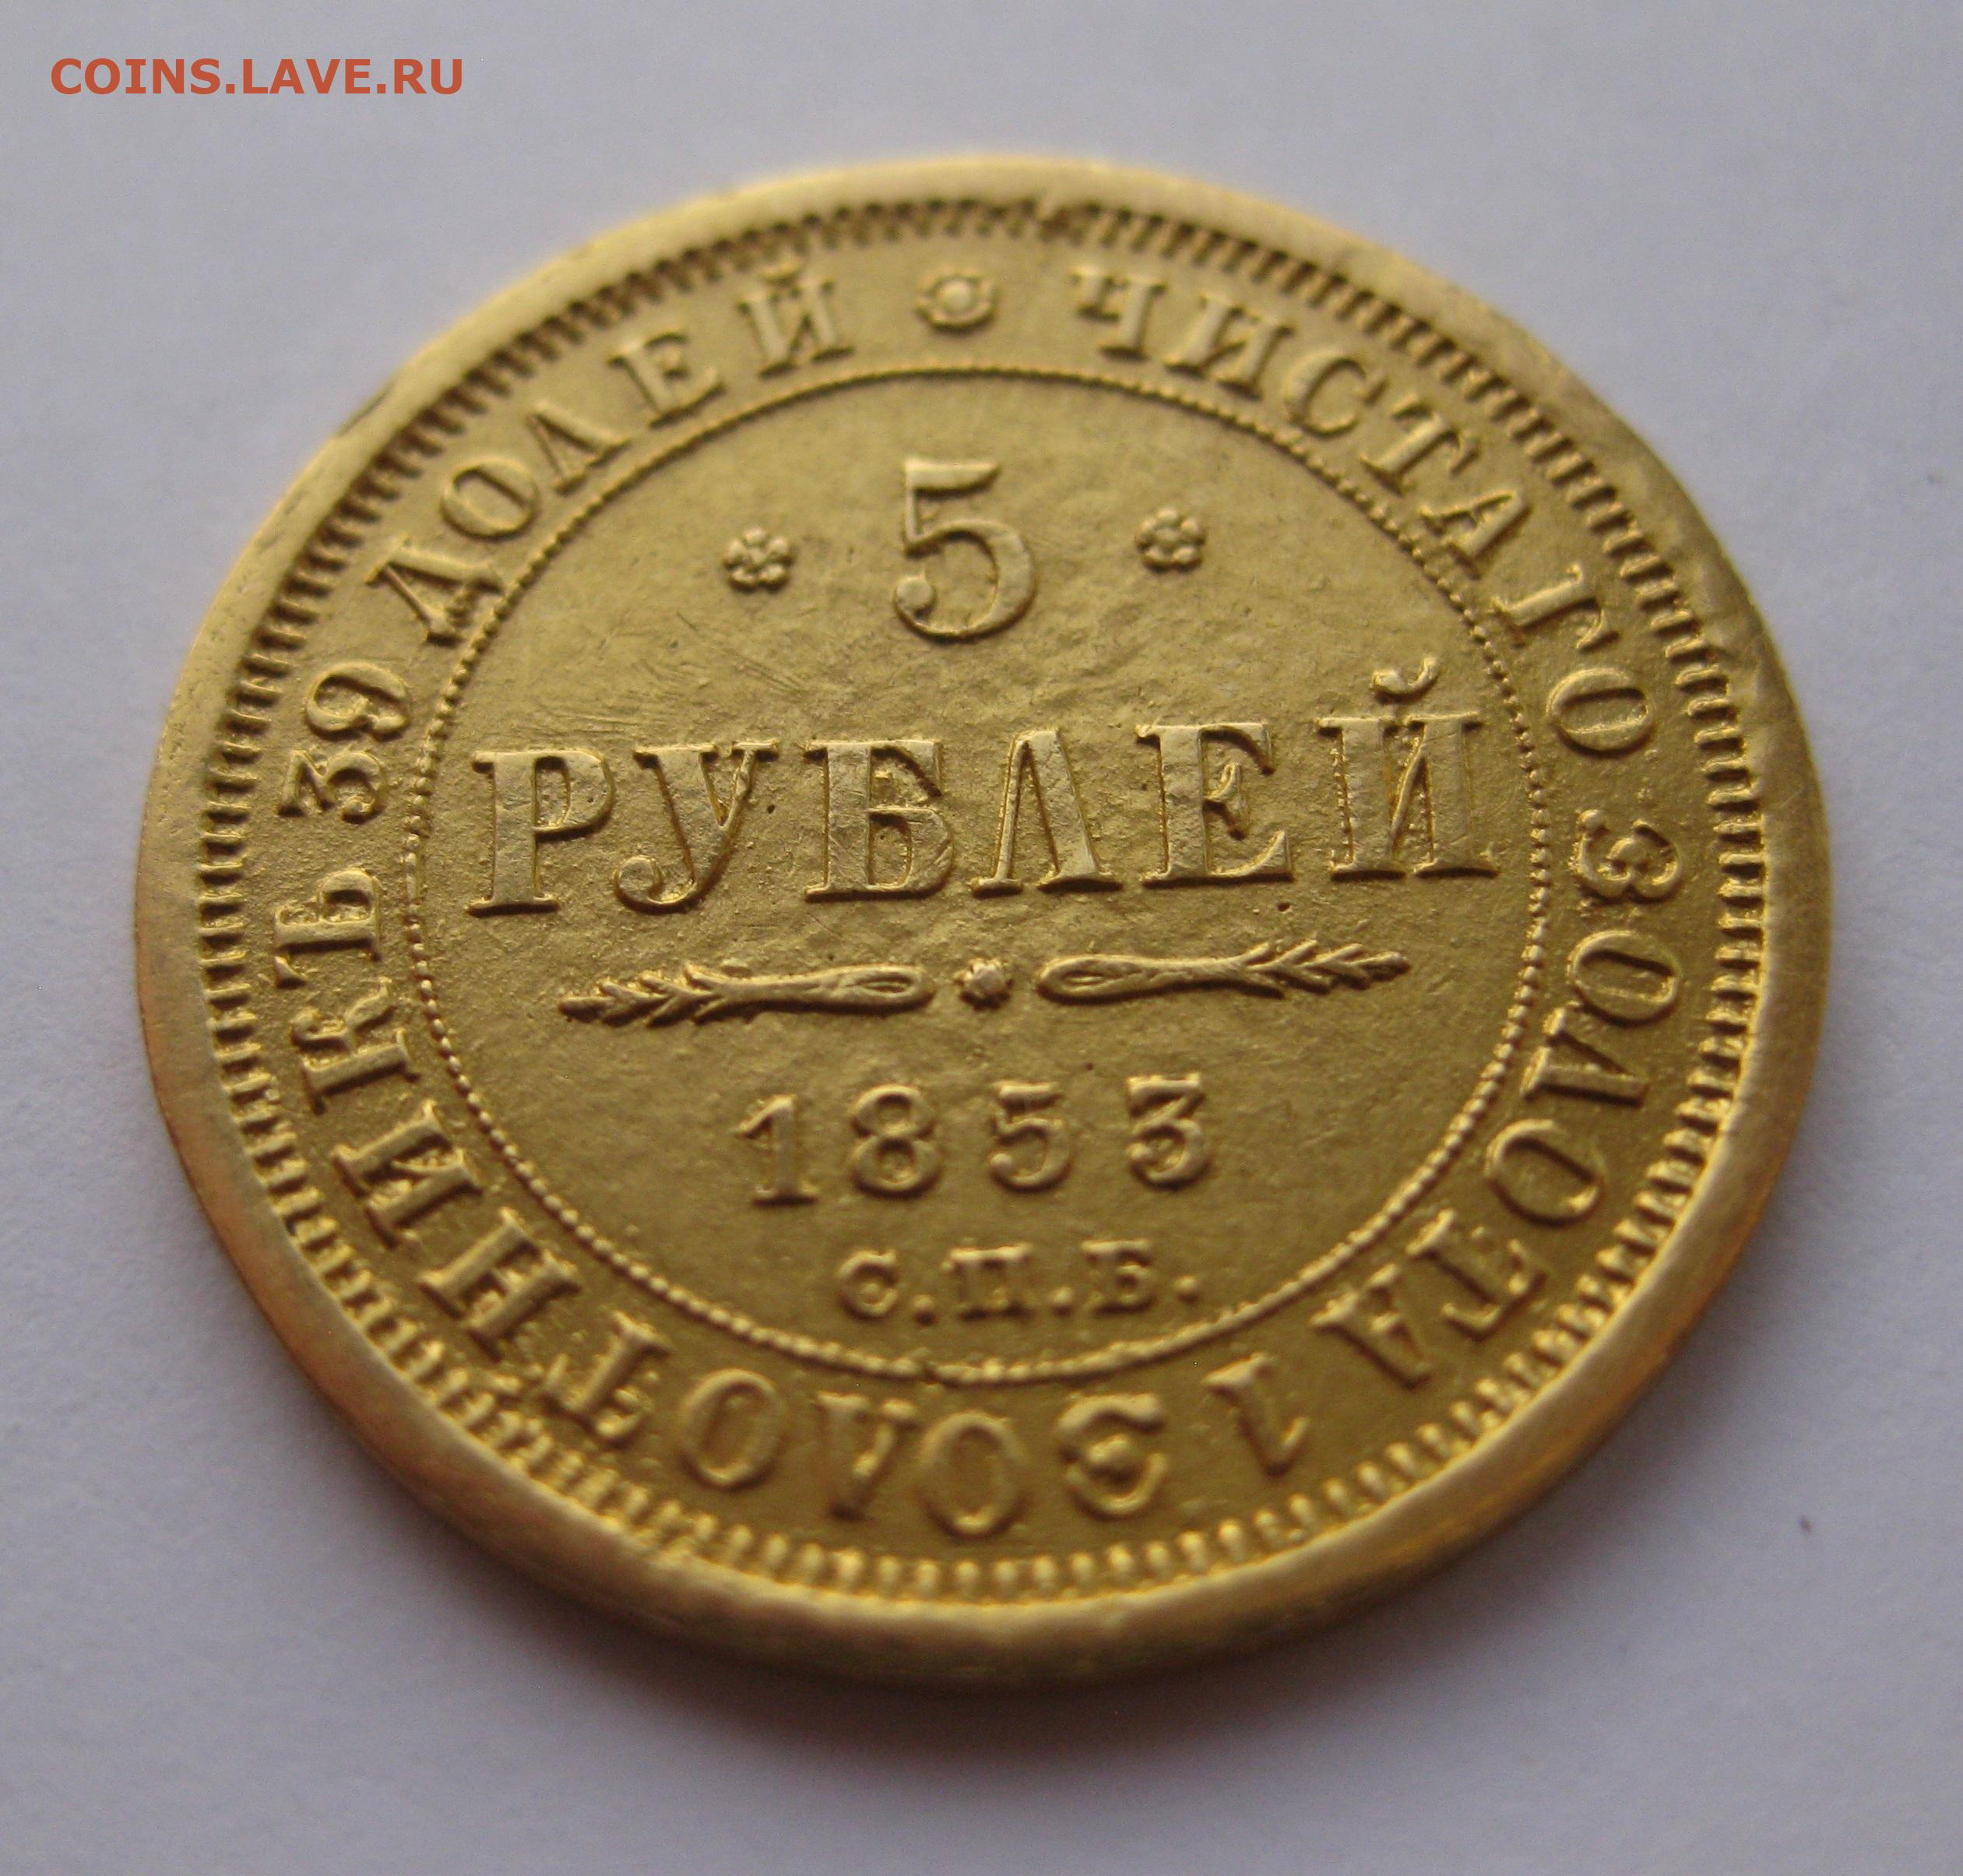 COINS.LAVE.RU
ЧИСТАГО ЗОЛОТА 1 ЗОЛОТНИКЪ 39 ДОЛЕЙ
5
РУБЛЕЙ
1853
С.П.Б.